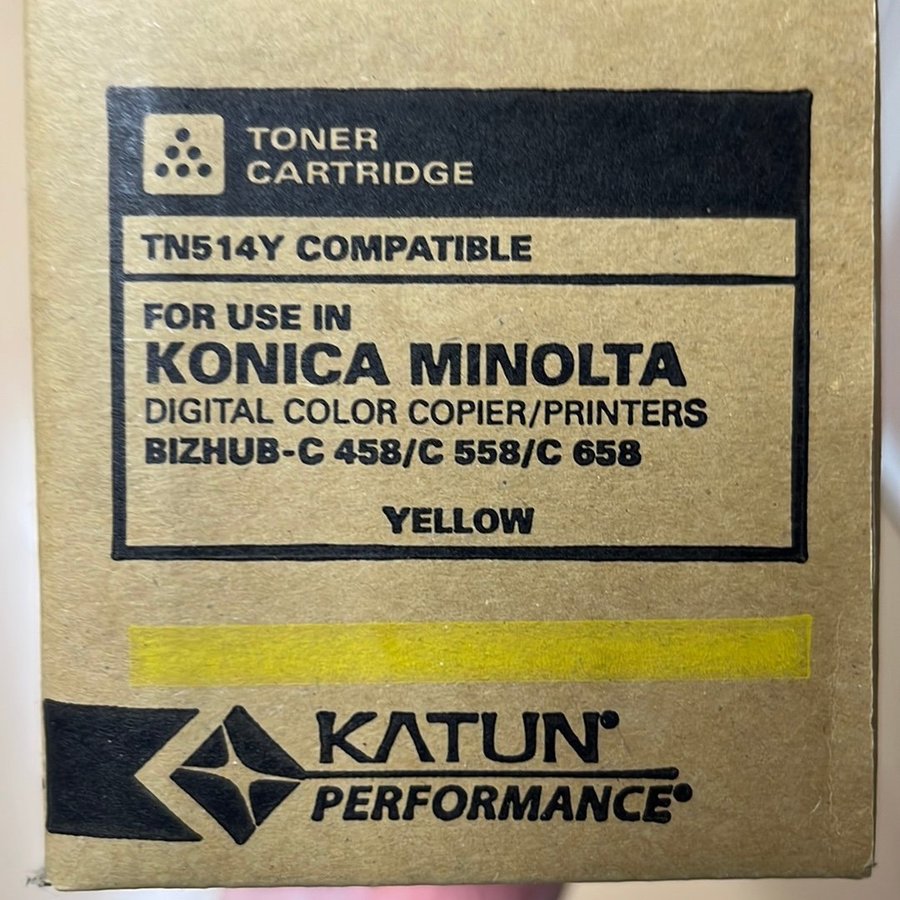 TONER
CARTRIDGE
TN514Y COMPATIBLE
FOR USE IN
KONICA MINOLTA
DIGITAL COLOR COPIER/PRINTERS
BIZHUB-C 458/C 558/C 658
YELLOW
KATUN
PERFORMANCE